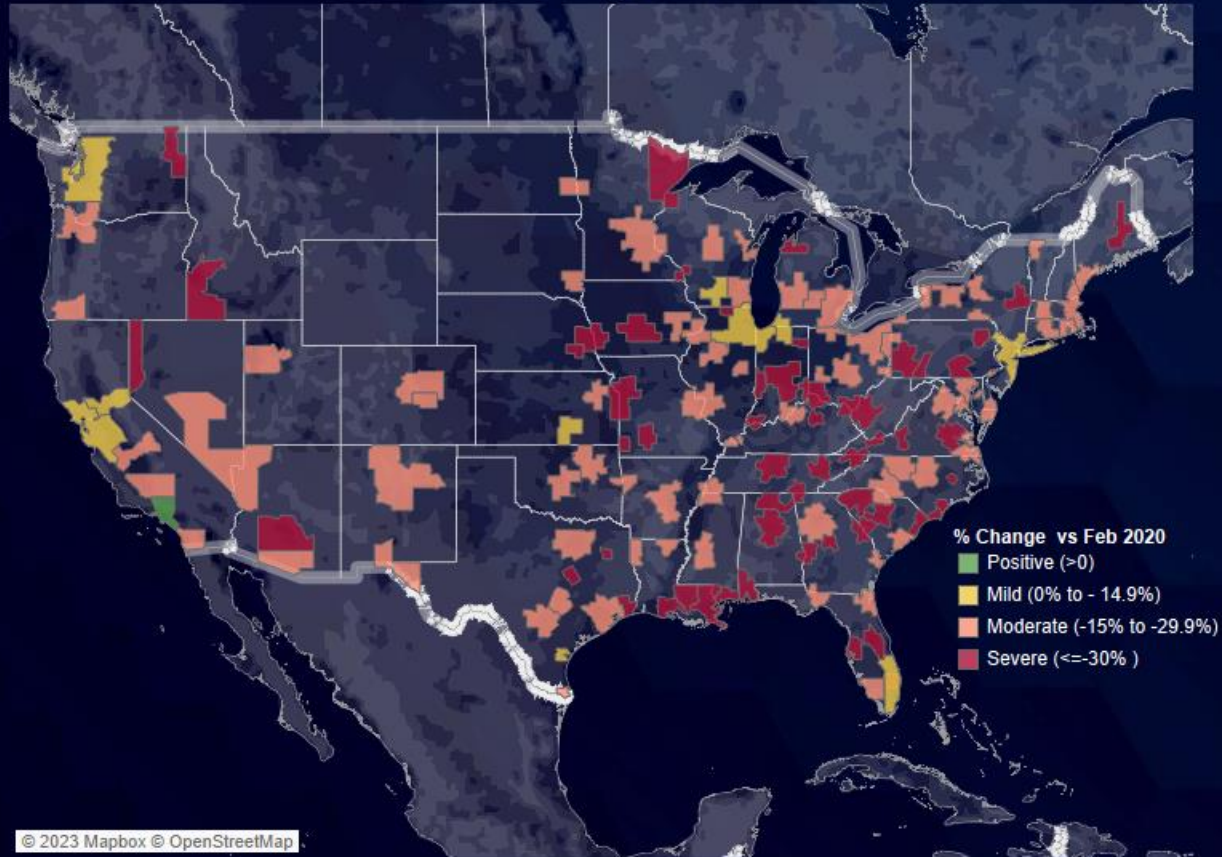 % Change vs Feb 2020
Positive (>0)
Mild (0% to - 14.9%)
Moderate (-15% to -29.9%)
Severe (<=-30% )
© 2023 Mapbox © OpenStreetMap